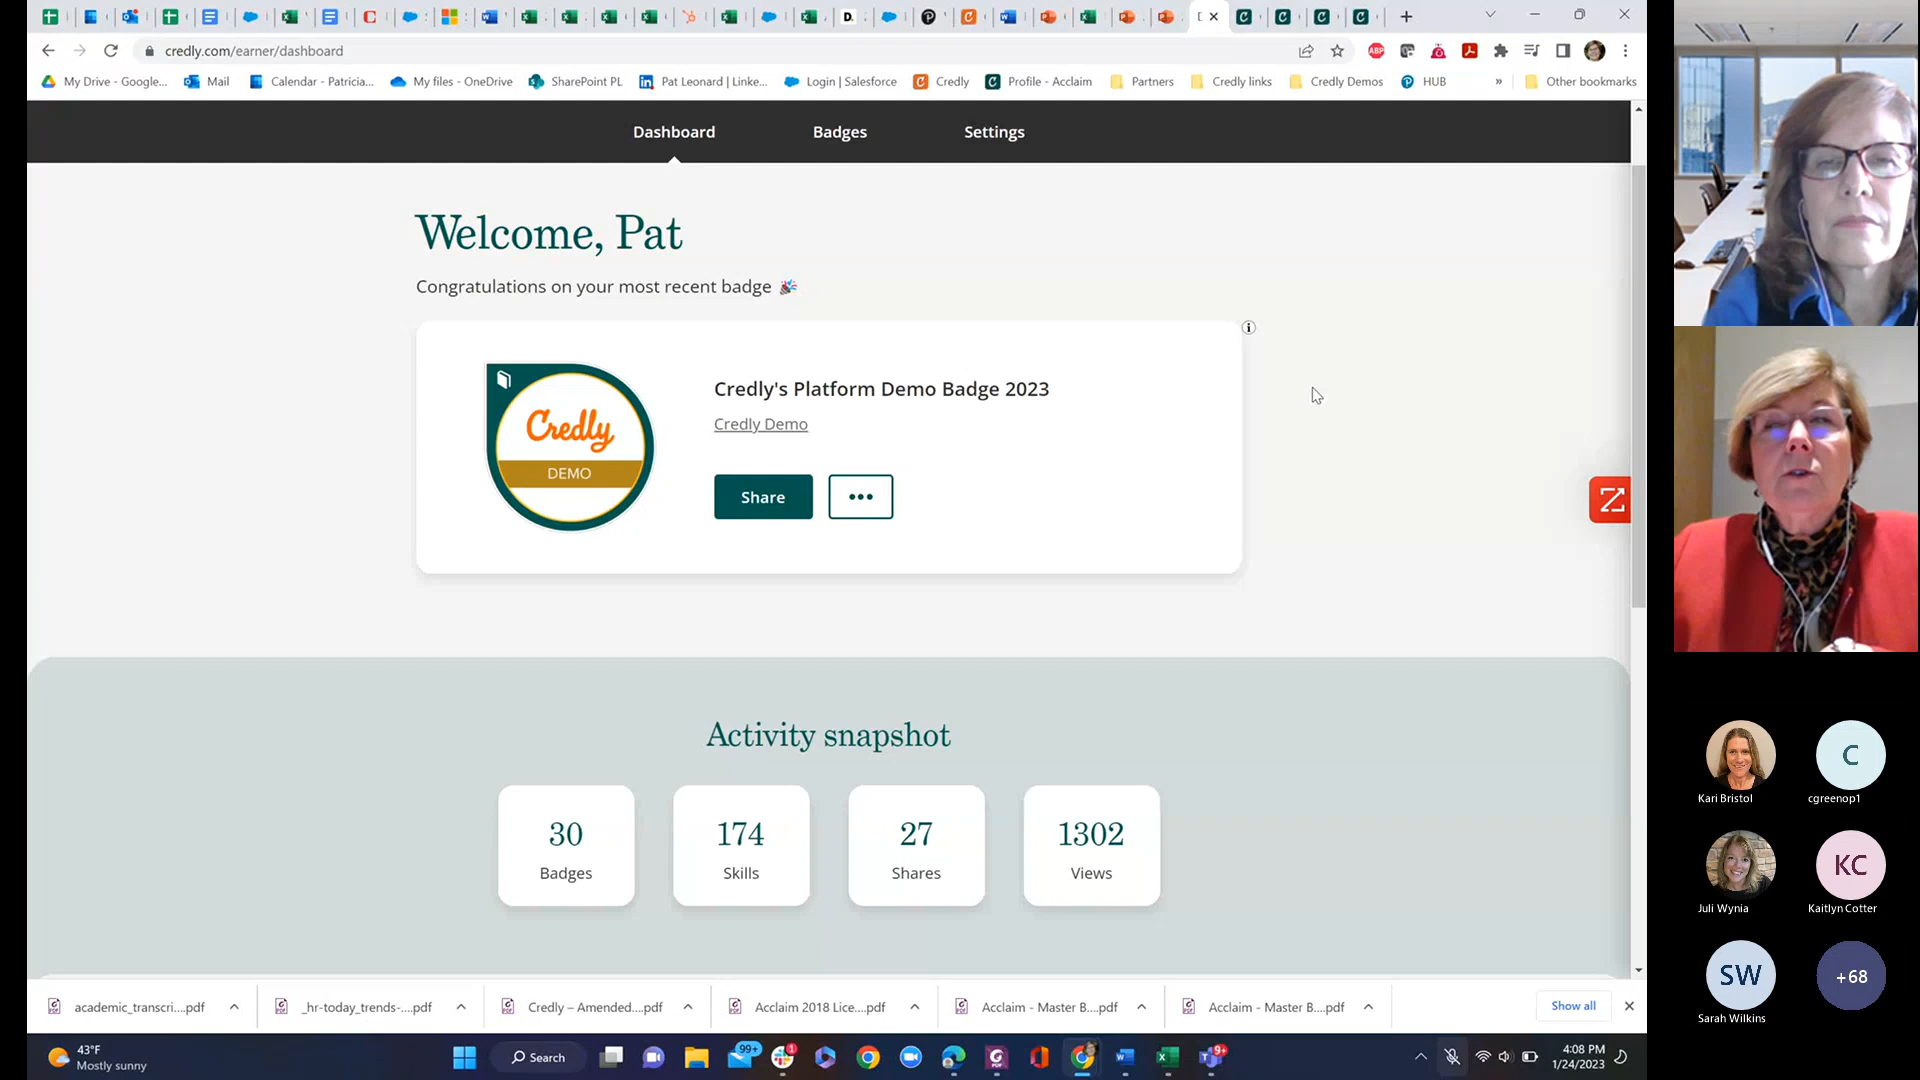 credly.com/earner/dashboard
ABP
My Drive - Google...
Mail
Calendar - Patricia...
My files - OneDrive
SharePoint PL
Pat Leonard | Linke...
Login | Salesforce
Credly
Profile - Acclaim
Partners
Credly links
Credly Demos
HUB
»
Other bookmarks
Dashboard
Badges
Settings
Welcome, Pat
Congratulations on your most recent badge
Credly
DEMO
Credly's Platform Demo Badge 2023
Credly Demo
Share
•••
Activity snapshot
30
Badges
174
Skills
27
Shares
1302
Views
academic_transcri....pdf
_hr-today_trends-....pdf
Credly – Amended....pdf
Acclaim 2018 Lice....pdf
Acclaim - Master B....pdf
Acclaim - Master B....pdf
Show all
43°F
Mostly sunny
Search
99+
1
9+
4:08 PM
1/24/2023
Kari Bristol
C
cgreenop1
Juli Wynia
KC
Kaitlyn Cotter
SW
Sarah Wilkins
+68